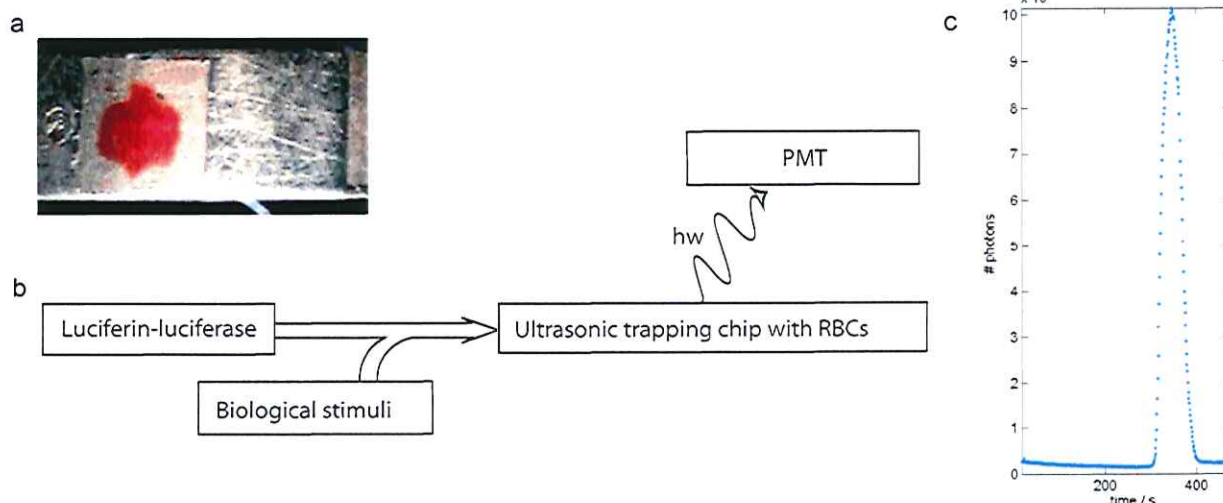 a
b
Luciferin-luciferase
Biological stimuli
Ultrasonic trapping chip with RBCs
hw
PMT
c
10
9
8
7
6
5
4
3
2
1
0
# photons
200
400
time / s